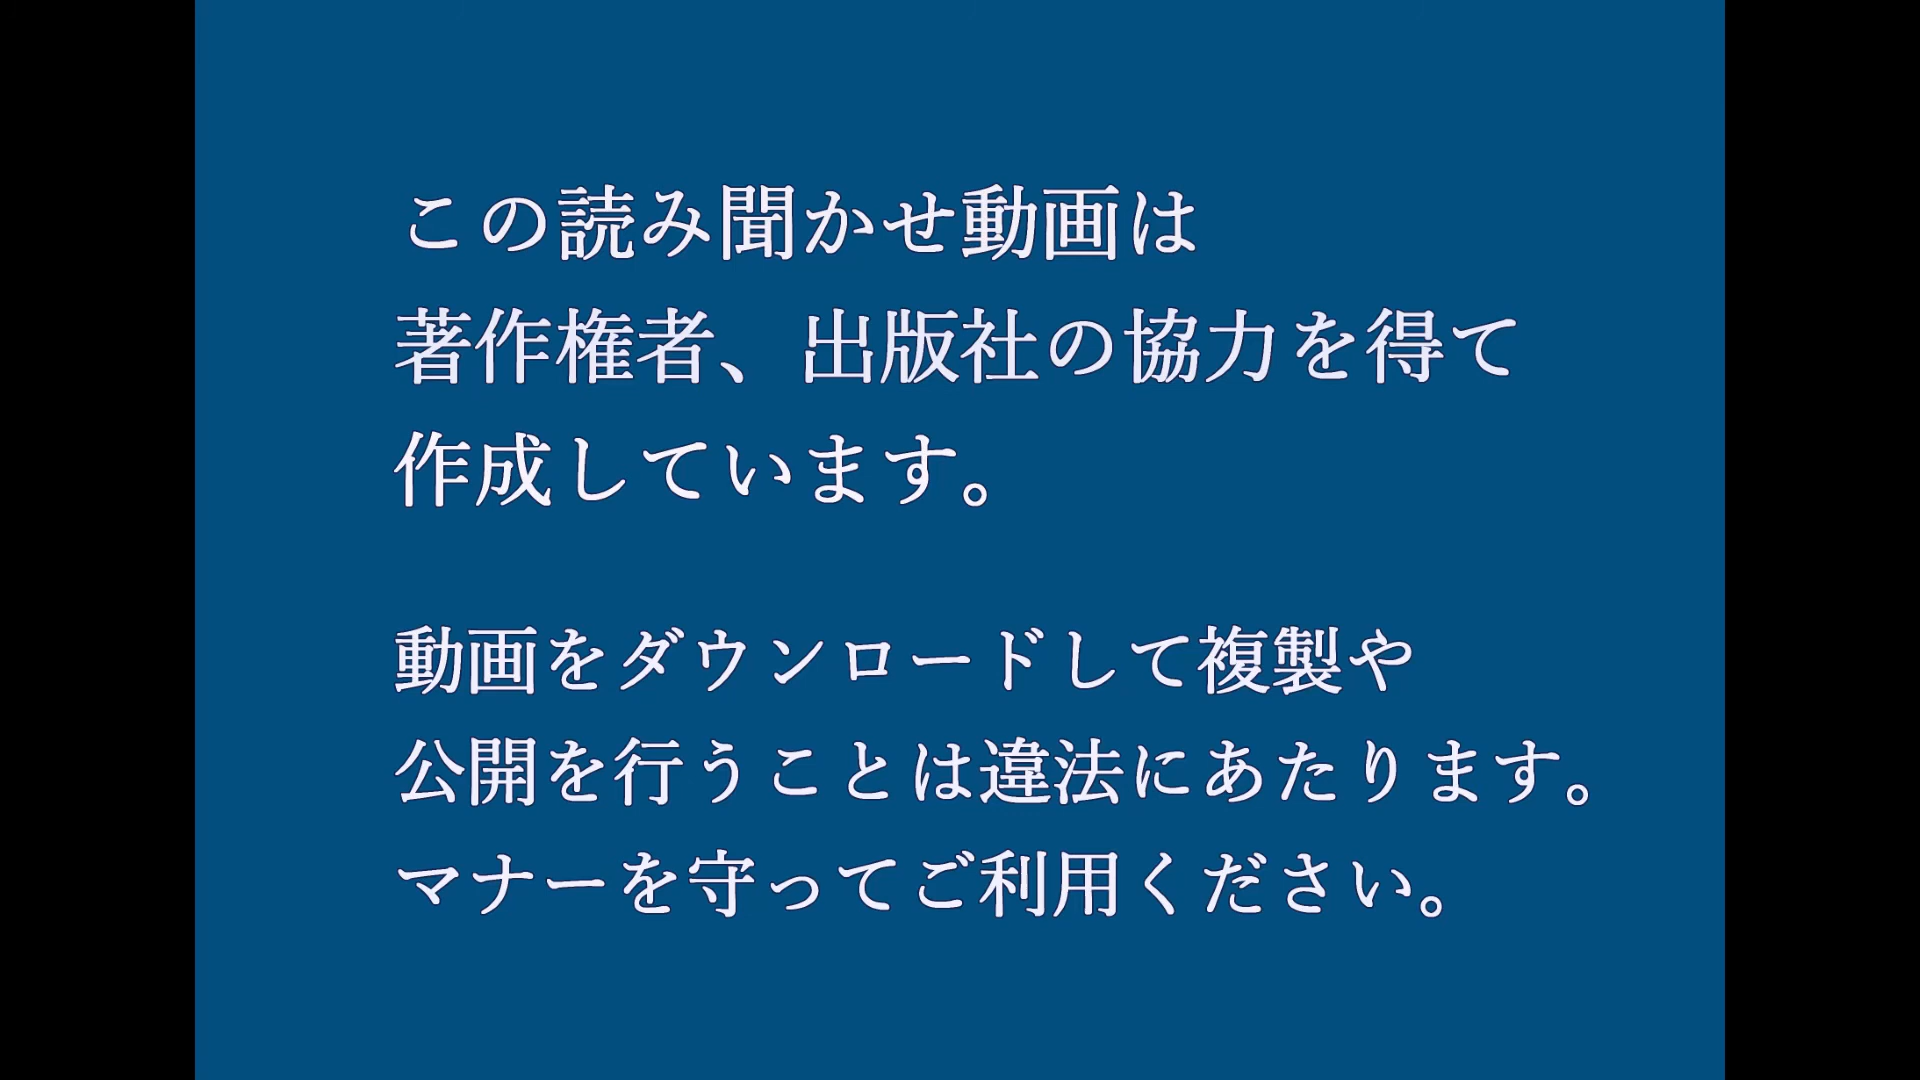 この読み聞かせ動画は
著作権者、出版社の協力を得て
作成しています。
動画をダウンロードして複製や
公開を行うことは違法にあたります。
マナーを守ってご利用ください。